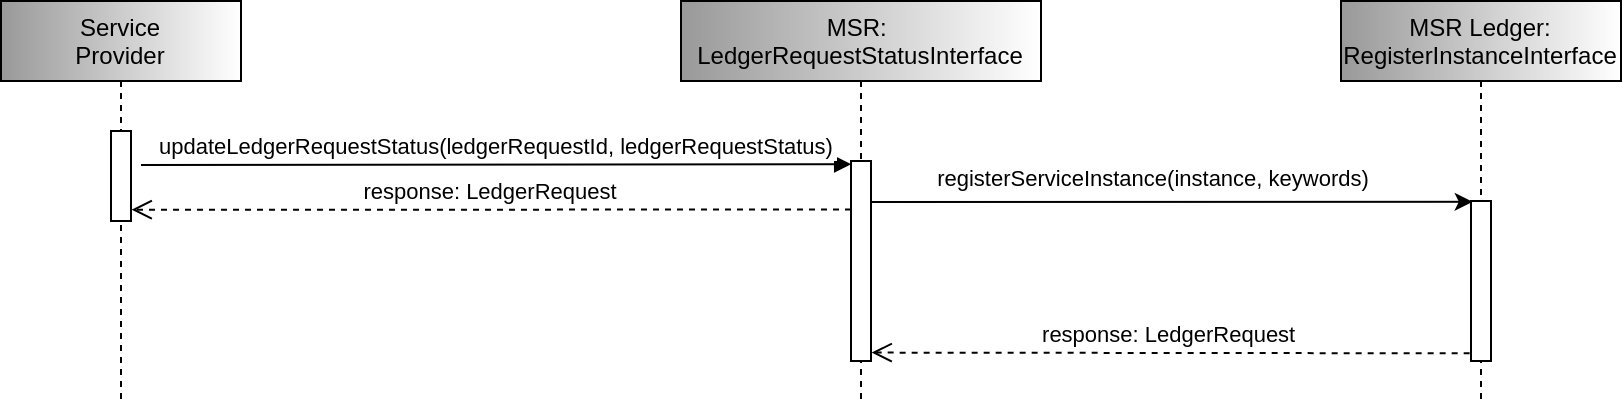 Service
Provider
MSR:
LedgerRequestStatusInterface
MSR Ledger:
RegisterInstanceInterface
updateLedgerRequestStatus(ledgerRequestId, ledgerRequestStatus)
registerServiceInstance(instance, keywords)
response: LedgerRequest
response: LedgerRequest